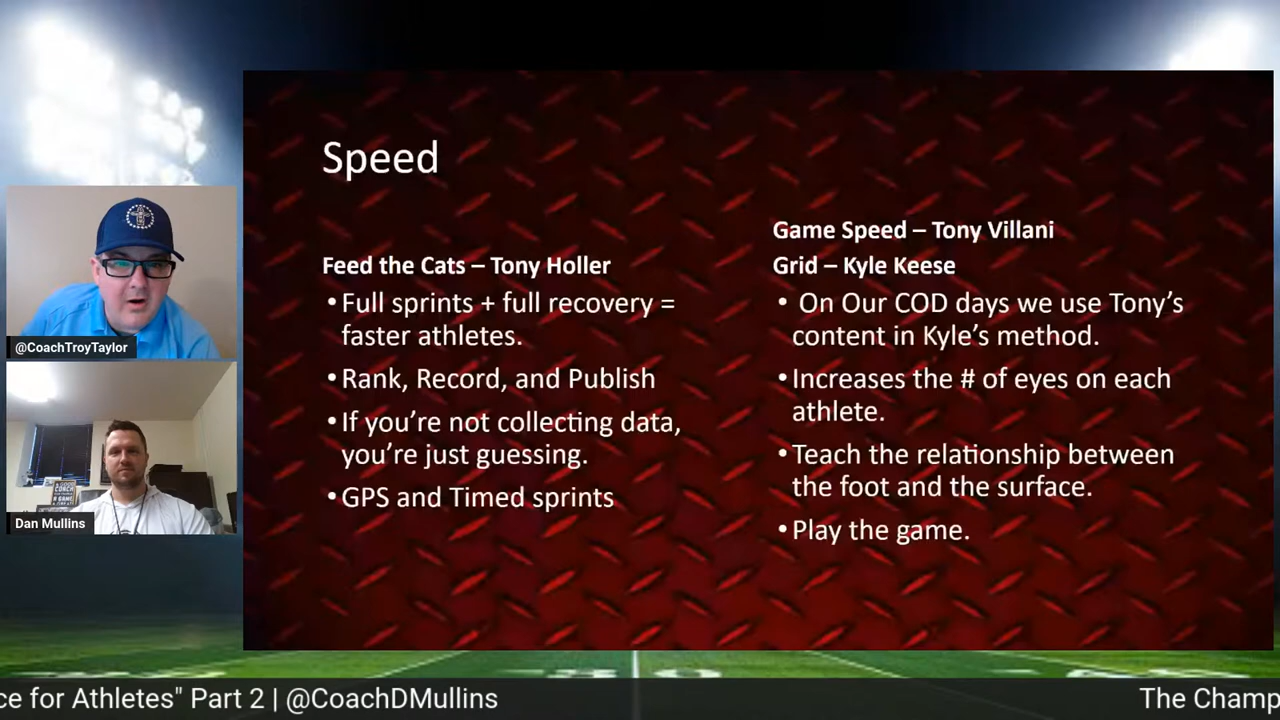 Speed
Feed the Cats – Tony Holler
•Full sprints + full recovery =
faster athletes.
•Rank, Record, and Publish
•If you’re not collecting data,
you’re just guessing.
•GPS and Timed sprints
Game Speed – Tony Villani
Grid – Kyle Keese
• On Our COD days we use Tony’s
content in Kyle’s method.
•Increases the # of eyes on each
athlete.
•Teach the relationship between
the foot and the surface.
•Play the game.
@CoachTroyTaylor
Dan Mullins
ce for Athletes" Part 2 | @CoachDMullins
The Champ